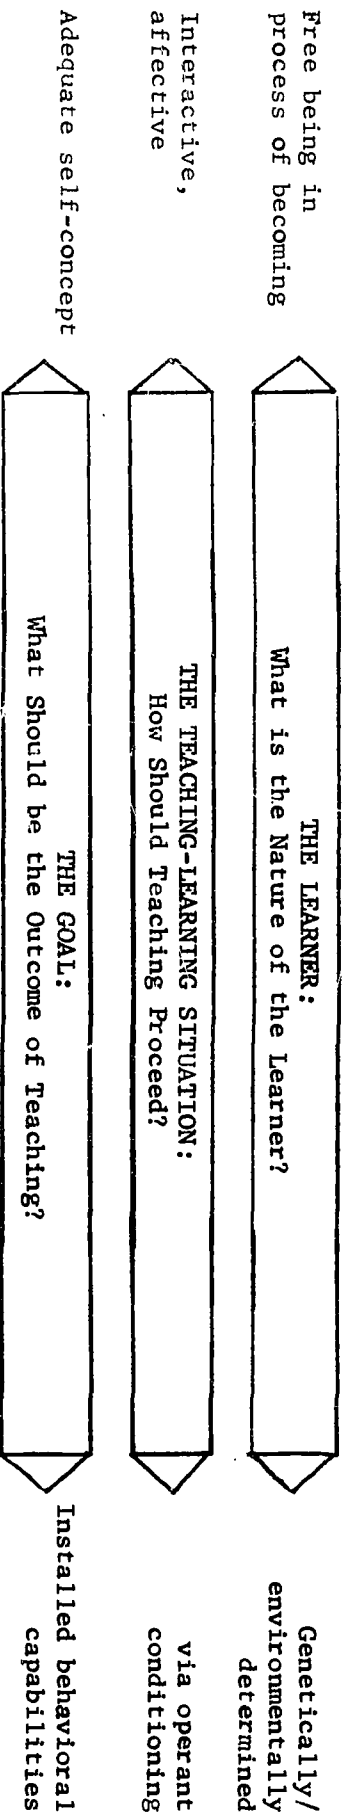 Free being in
process of becoming
THE LEARNER:
What is the Nature of the Learner?
Genetically/
environmentally
determined
Interactive,
affective
THE TEACHING-LEARNING SITUATION:
How Should Teaching Proceed?
via operant
conditioning
Adequate self-concept
THE GOAL:
What Should be the Outcome of Teaching?
Installed behavioral
capabilities